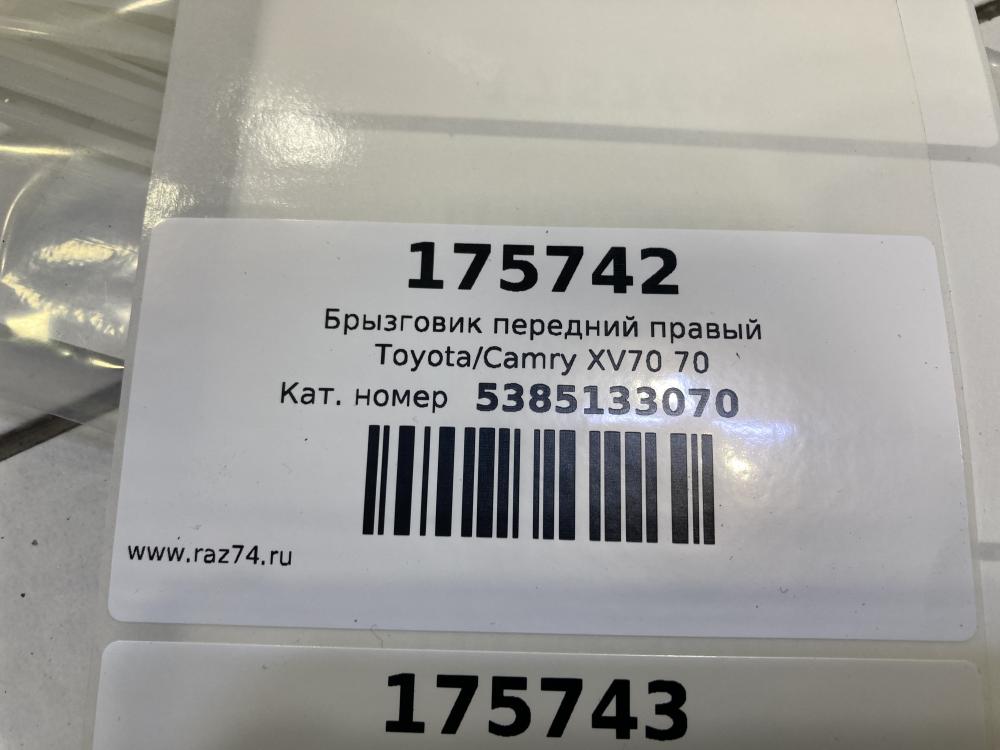 175742
Брызговик передний правый
Toyota/Camry XV70 70
Кат. номер 5385133070
www.raz74.ru
175743